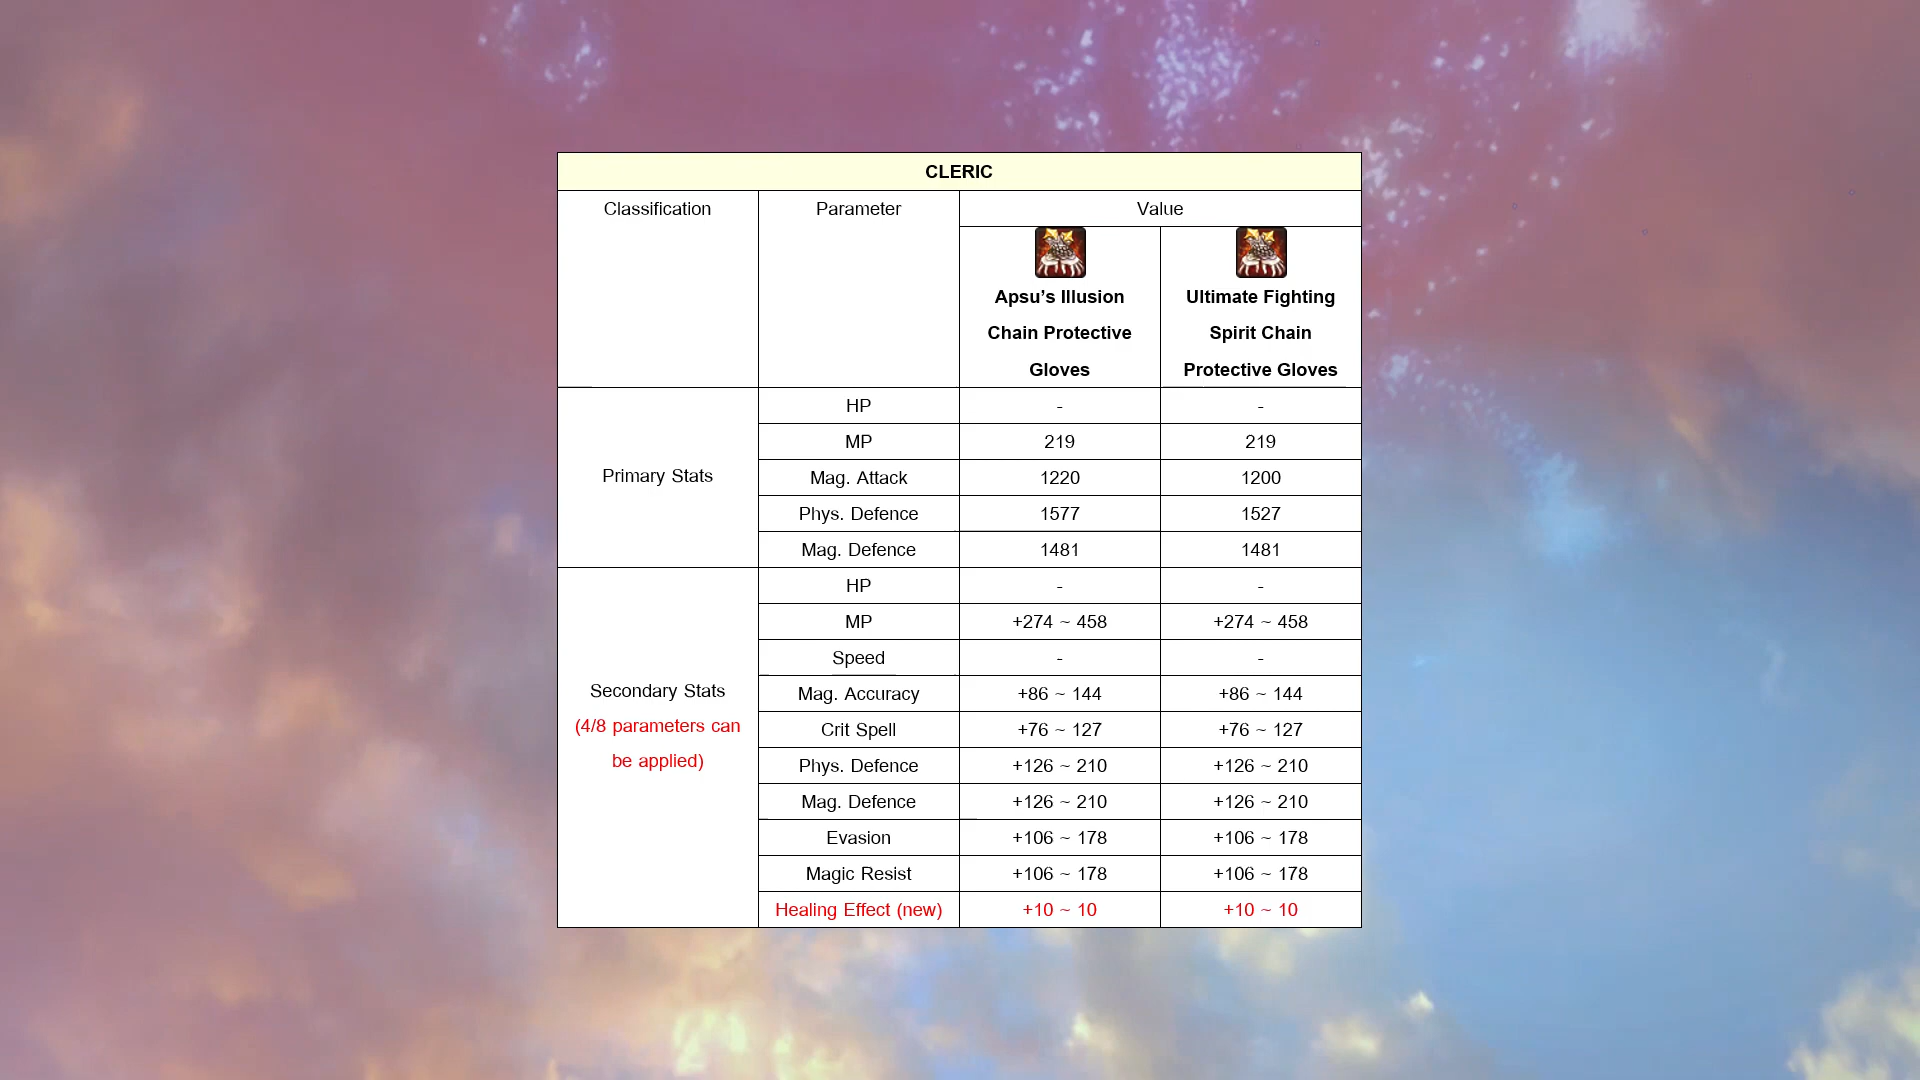 CLERIC
Classification Parameter Value
Apsu’s Illusion
Chain Protective
Gloves
Ultimate Fighting
Spirit Chain
Protective Gloves
Primary Stats
HP - -
MP 219 219
Mag. Attack 1220 1200
Phys. Defence 1577 1527
Mag. Defence 1481 1481
Secondary Stats
(4/8 parameters can
be applied)
HP - -
MP +274 ~ 458 +274 ~ 458
Speed - -
Mag. Accuracy +86 ~ 144 +86 ~ 144
Crit Spell +76 ~ 127 +76 ~ 127
Phys. Defence +126 ~ 210 +126 ~ 210
Mag. Defence +126 ~ 210 +126 ~ 210
Evasion +106 ~ 178 +106 ~ 178
Magic Resist +106 ~ 178 +106 ~ 178
Healing Effect (new) +10 ~ 10 +10 ~ 10